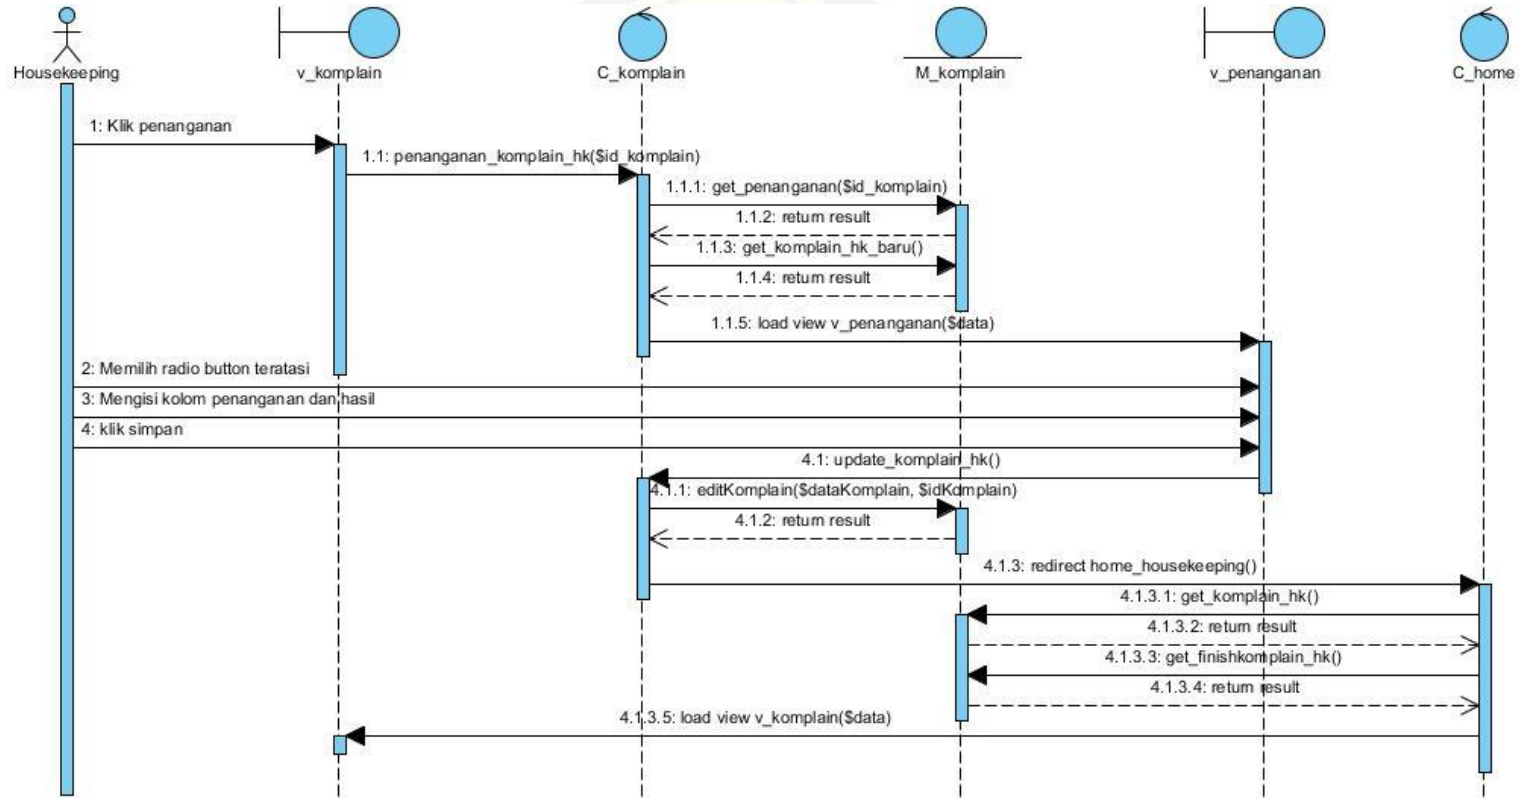 Housekeeping
v_komplain
C_komplain
M_komplain
v_penanganan
C_home
1: Klik penanganan
1.1: penanganan_komplain_hk($id_komplain)
1.1.1: get_penanganan($id_komplain)
1.1.2: return result
1.1.3: get_komplain_hk_baru()
1.1.4: return result
1.1.5: load view v_penanganan($data)
2: Memilih radio button teratasi
3: Mengisi kolom penanganan dan hasil
4: klik simpan
4.1: update_komplain_hk()
4.1.1: editKomplain($dataKomplain, $idKomplain)
4.1.2: return result
4.1.3: redirect home_housekeeping()
4.1.3.1: get_komplain_hk()
4.1.3.2: return result
4.1.3.3: get_finishkomplain_hk()
4.1.3.4: return result
4.1.3.5: load view v_komplain($data)